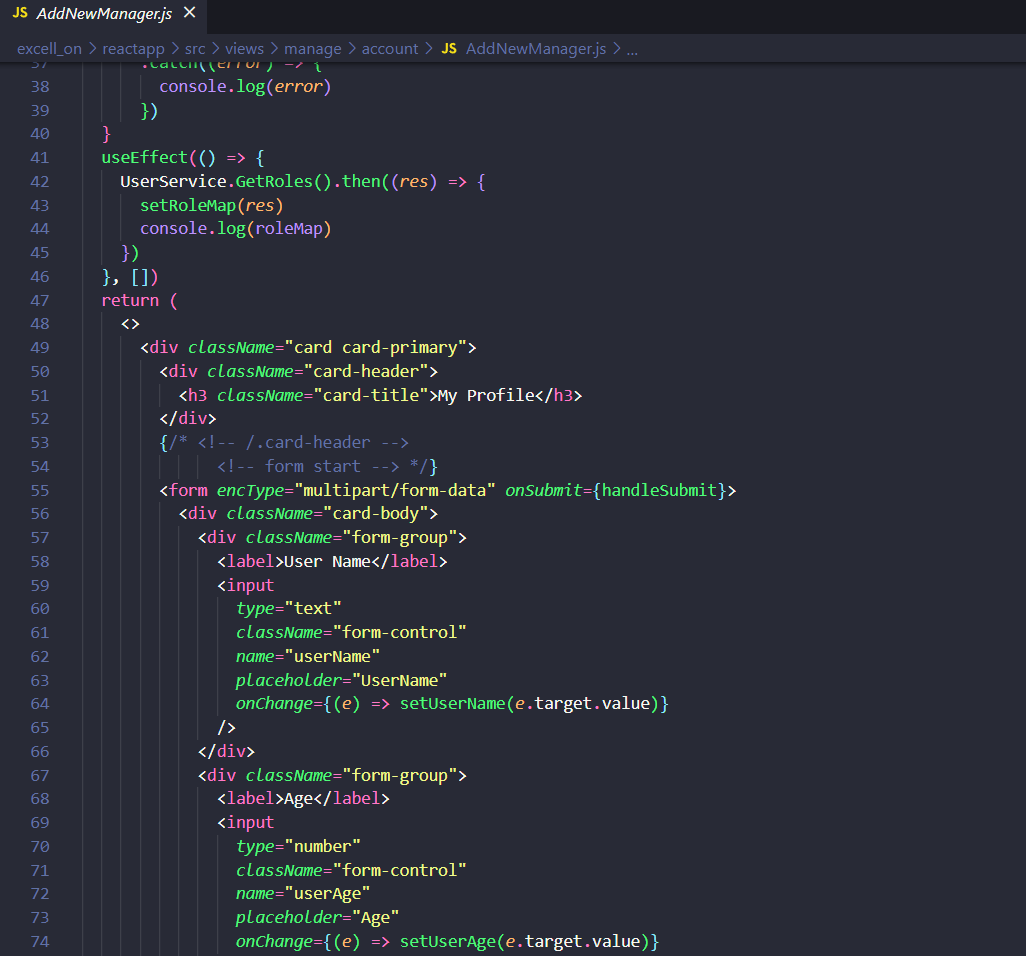 JS AddNewManager.js ×
excell_on > reactapp > src > views > manage > account > JS AddNewManager.js > ...
37 .catch((error) => {
38 console.log(error)
39 })
40 }
41 useEffect(() => {
42 UserService.GetRoles().then((res) => {
43 setRoleMap(res)
44 console.log(roleMap)
45 })
46 }, [])
47 return (
48 <>
49 <div className="card card-primary">
50 <div className="card-header">
51 <h3 className="card-title">My Profile</h3>
52 </div>
53 {/* <!-- /.card-header -->
54 <!-- form start --> */}
55 <form encType="multipart/form-data" onSubmit={handleSubmit}>
56 <div className="card-body">
57 <div className="form-group">
58 <label>User Name</label>
59 <input
60 type="text"
61 className="form-control"
62 name="userName"
63 placeholder="UserName"
64 onChange={(e) => setUserName(e.target.value)}
65 />
66 </div>
67 <div className="form-group">
68 <label>Age</label>
69 <input
70 type="number"
71 className="form-control"
72 name="userAge"
73 placeholder="Age"
74 onChange={(e) => setUserAge(e.target.value)}